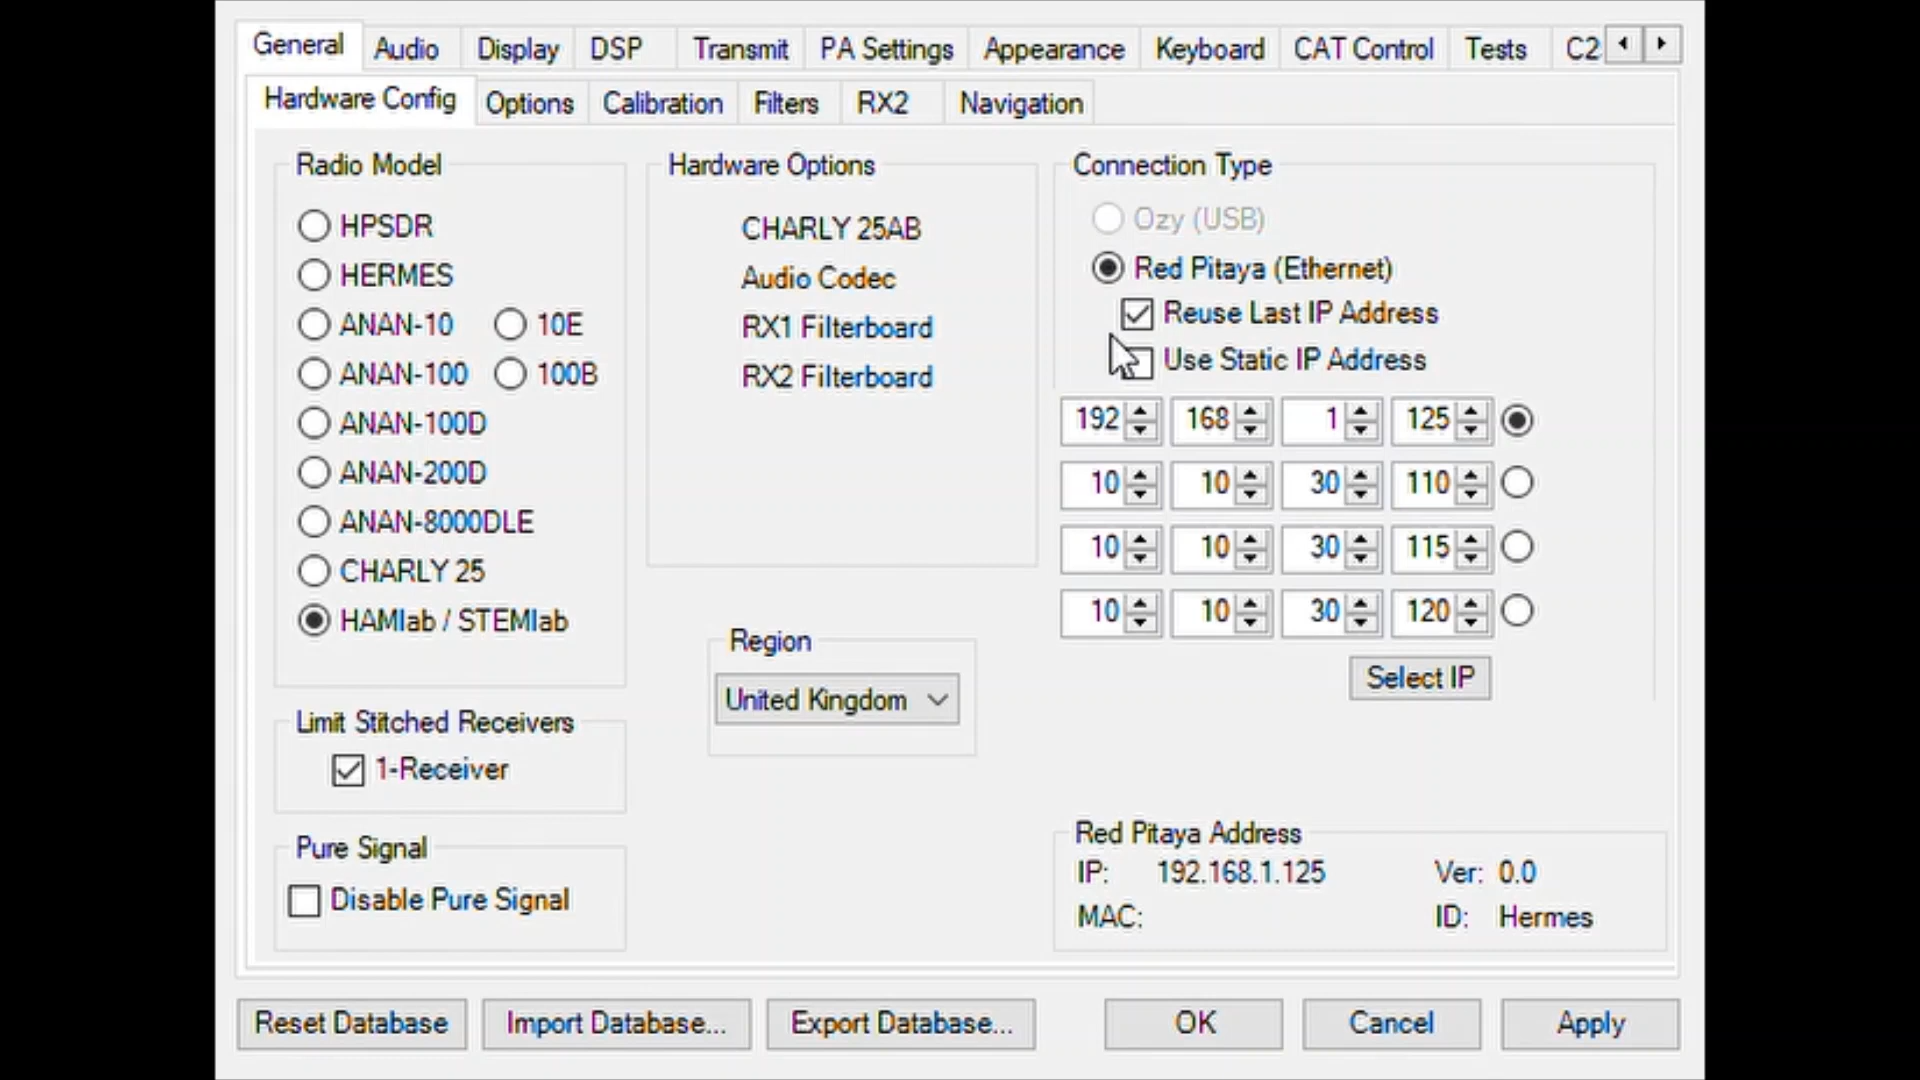 General Audio Display DSP Transmit PA Settings Appearance Keyboard CAT Control Tests C2
Hardware Config Options Calibration Filters RX2 Navigation
Radio Model
HPSDR
HERMES
ANAN-10 10E
ANAN-100 100B
ANAN-100D
ANAN-200D
ANAN-8000DLE
CHARLY 25
HAMlab / STEMlab
Limit Stitched Receivers
1-Receiver
Pure Signal
Disable Pure Signal
Hardware Options
CHARLY 25AB
Audio Codec
RX1 Filterboard
RX2 Filterboard
Region
United Kingdom
Connection Type
Ozy (USB)
Red Pitaya (Ethernet)
Reuse Last IP Address
Use Static IP Address
192 168 1 125
10 10 30 110
10 10 30 115
10 10 30 120
Select IP
Red Pitaya Address
IP: 192.168.1.125 Ver: 0.0
MAC: ID: Hermes
Reset Database Import Database... Export Database... OK Cancel Apply